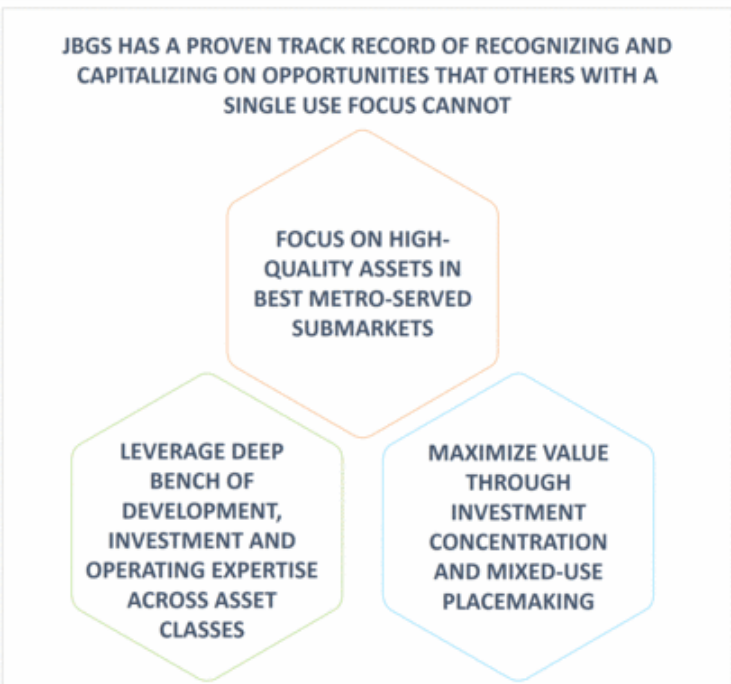 JBGS HAS A PROVEN TRACK RECORD OF RECOGNIZING AND
CAPITALIZING ON OPPORTUNITIES THAT OTHERS WITH A
SINGLE USE FOCUS CANNOT
FOCUS ON HIGH-
QUALITY ASSETS IN
BEST METRO-SERVED
SUBMARKETS
LEVERAGE DEEP
BENCH OF
DEVELOPMENT,
INVESTMENT AND
OPERATING EXPERTISE
ACROSS ASSET
CLASSES
MAXIMIZE VALUE
THROUGH
INVESTMENT
CONCENTRATION
AND MIXED-USE
PLACEMAKING